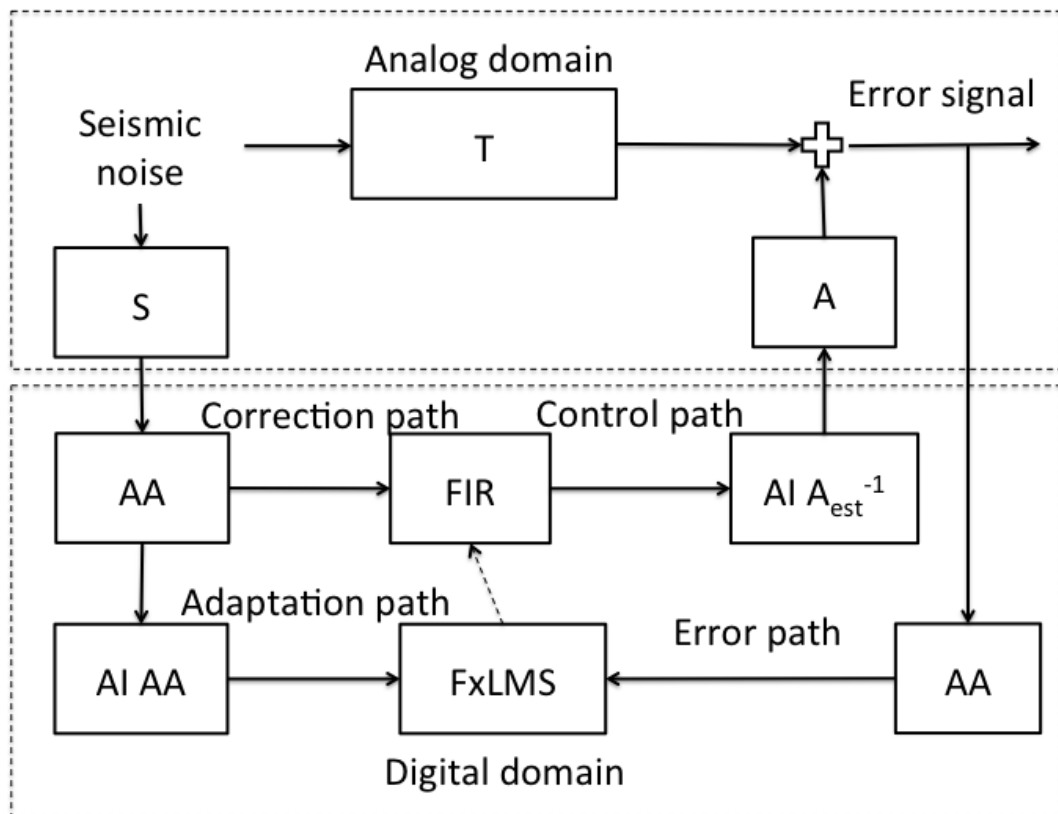 Analog domain
Error signal
Seismic
noise
T
S
A
Correction path
Control path
AA
FIR
AI A_est^-1
Adaptation path
Error path
AI AA
FxLMS
AA
Digital domain